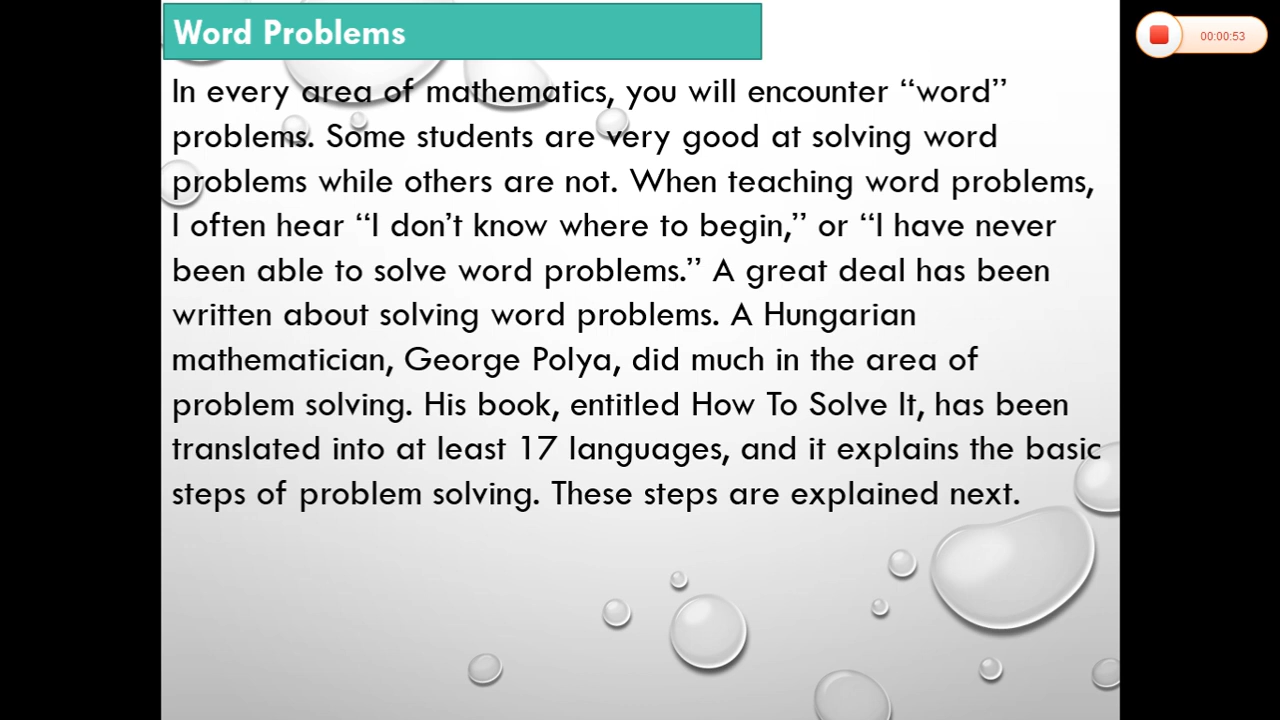 Word Problems
00:00:53
In every area of mathematics, you will encounter “word”
problems. Some students are very good at solving word
problems while others are not. When teaching word problems,
I often hear “I don’t know where to begin,” or “I have never
been able to solve word problems.” A great deal has been
written about solving word problems. A Hungarian
mathematician, George Polya, did much in the area of
problem solving. His book, entitled How To Solve It, has been
translated into at least 17 languages, and it explains the basic
steps of problem solving. These steps are explained next.